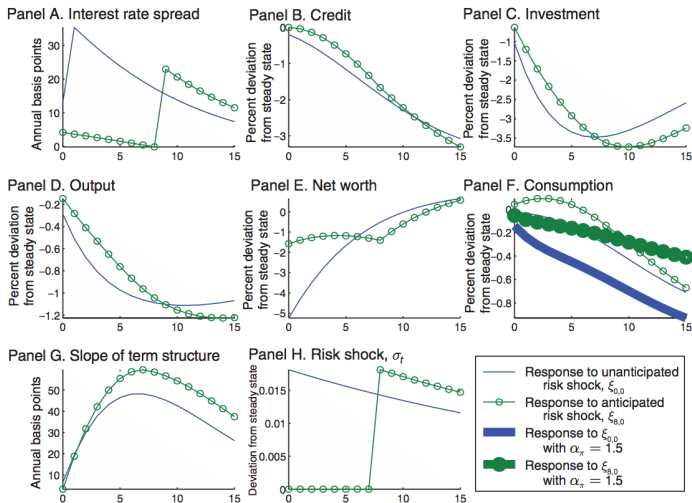 Panel A. Interest rate spread
Annual basis points
30
25
20
15
10
5
0
0 5 10 15
Panel B. Credit
Percent deviation
from steady state
0
−1
−2
−3
0 5 10 15
Panel C. Investment
Percent deviation
from steady state
−1
−1.5
−2
−2.5
−3
−3.5
0 5 10 15
Panel D. Output
Percent deviation
from steady state
−0.2
−0.4
−0.6
−0.8
−1
−1.2
0 5 10 15
Panel E. Net worth
Percent deviation
from steady state
0
−1
−2
−3
−4
−5
0 5 10 15
Panel F. Consumption
Percent deviation
from steady state
0
−0.2
−0.4
−0.6
−0.8
0 5 10 15
Panel G. Slope of term structure
Annual basis points
50
40
30
20
10
0 5 10 15
Panel H. Risk shock, σt
Deviation from steady state
0.015
0.01
0.005
0
0 5 10 15
Response to unanticipated
risk shock, ξ0,0
Response to anticipated
risk shock, ξ8,0
Response to ξ0,0
with απ = 1.5
Response to ξ8,0
with απ = 1.5